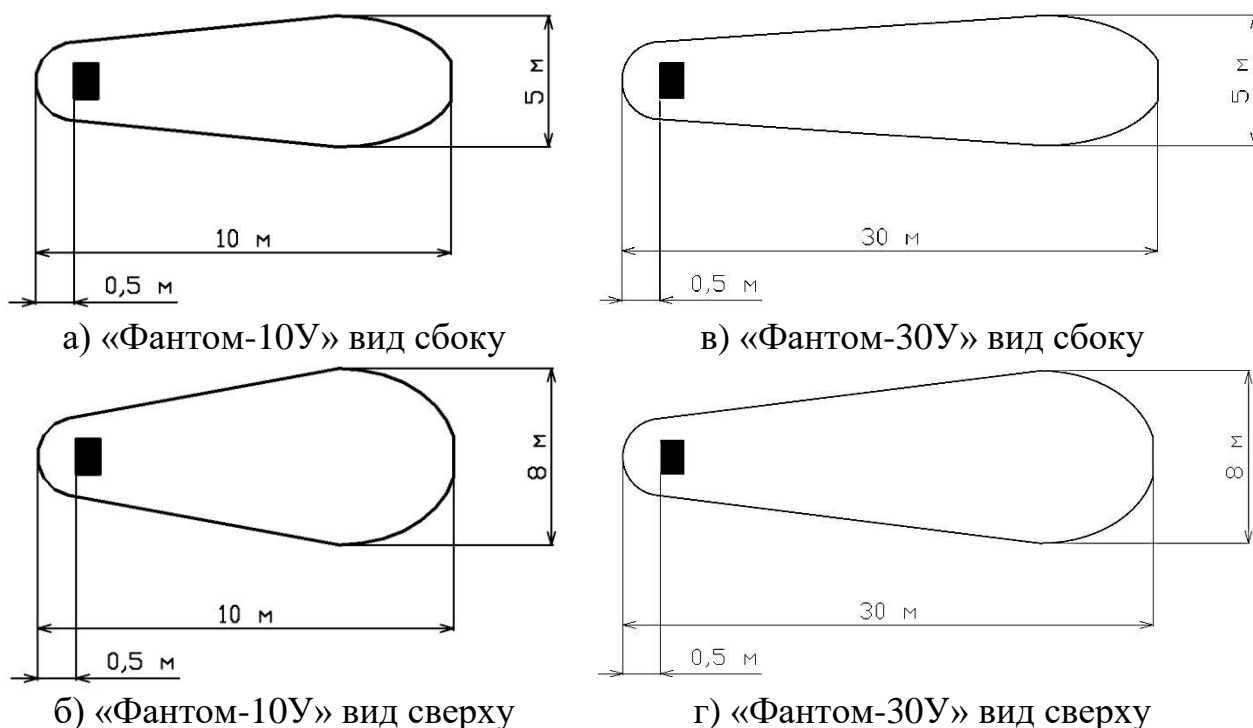 5 м
10 м
0,5 м
а) «Фантом-10У» вид сбоку
5 м
30 м
0,5 м
в) «Фантом-30У» вид сбоку
8 м
10 м
0,5 м
б) «Фантом-10У» вид сверху
8 м
30 м
0,5 м
г) «Фантом-30У» вид сверху